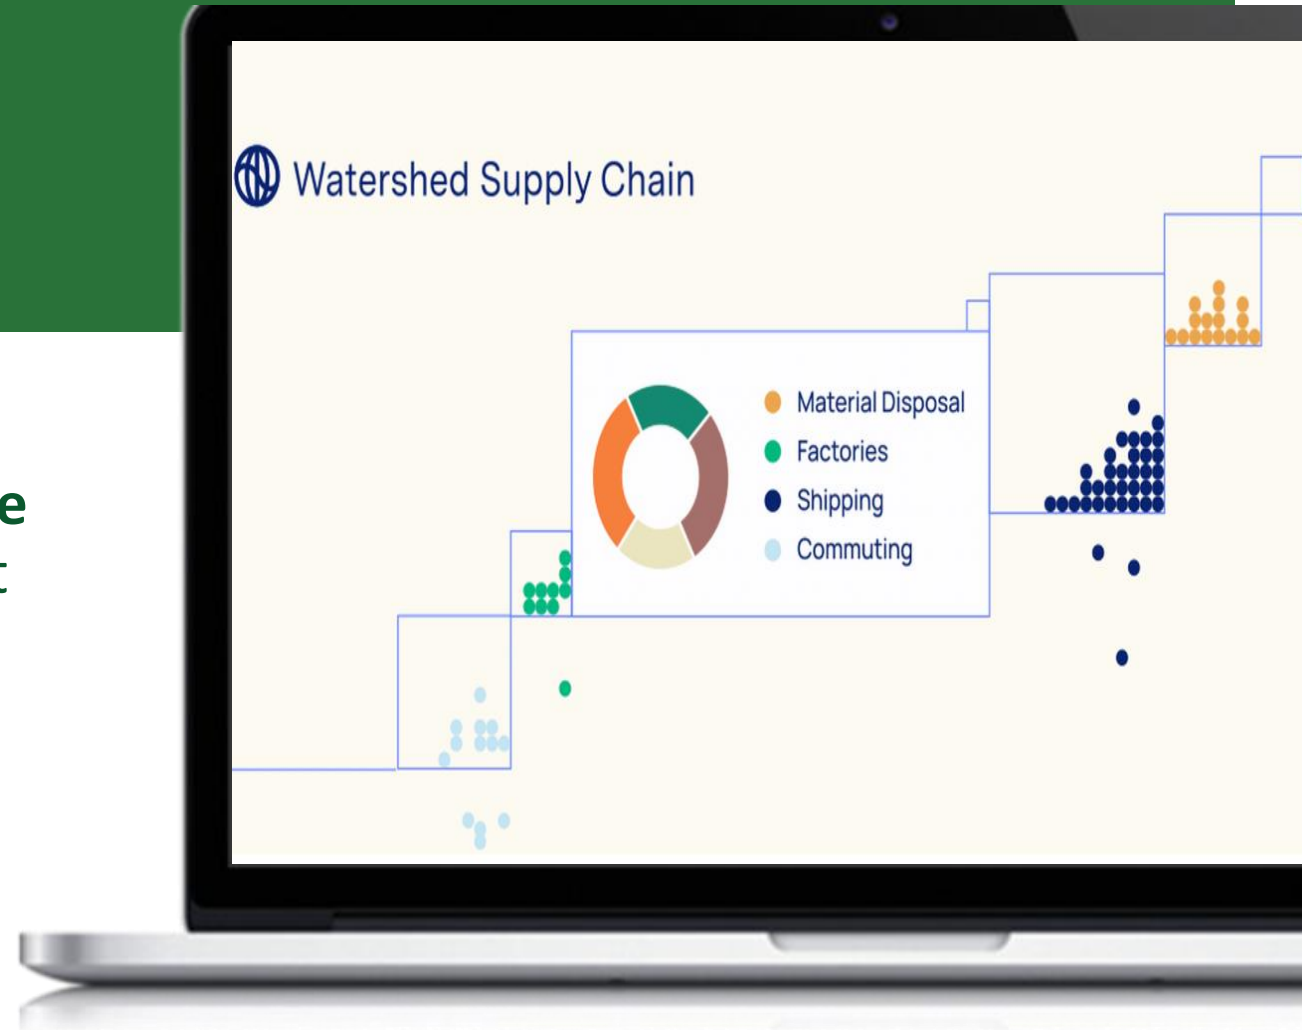 Watershed Supply Chain
Material Disposal
Factories
Shipping
Commuting
e
t